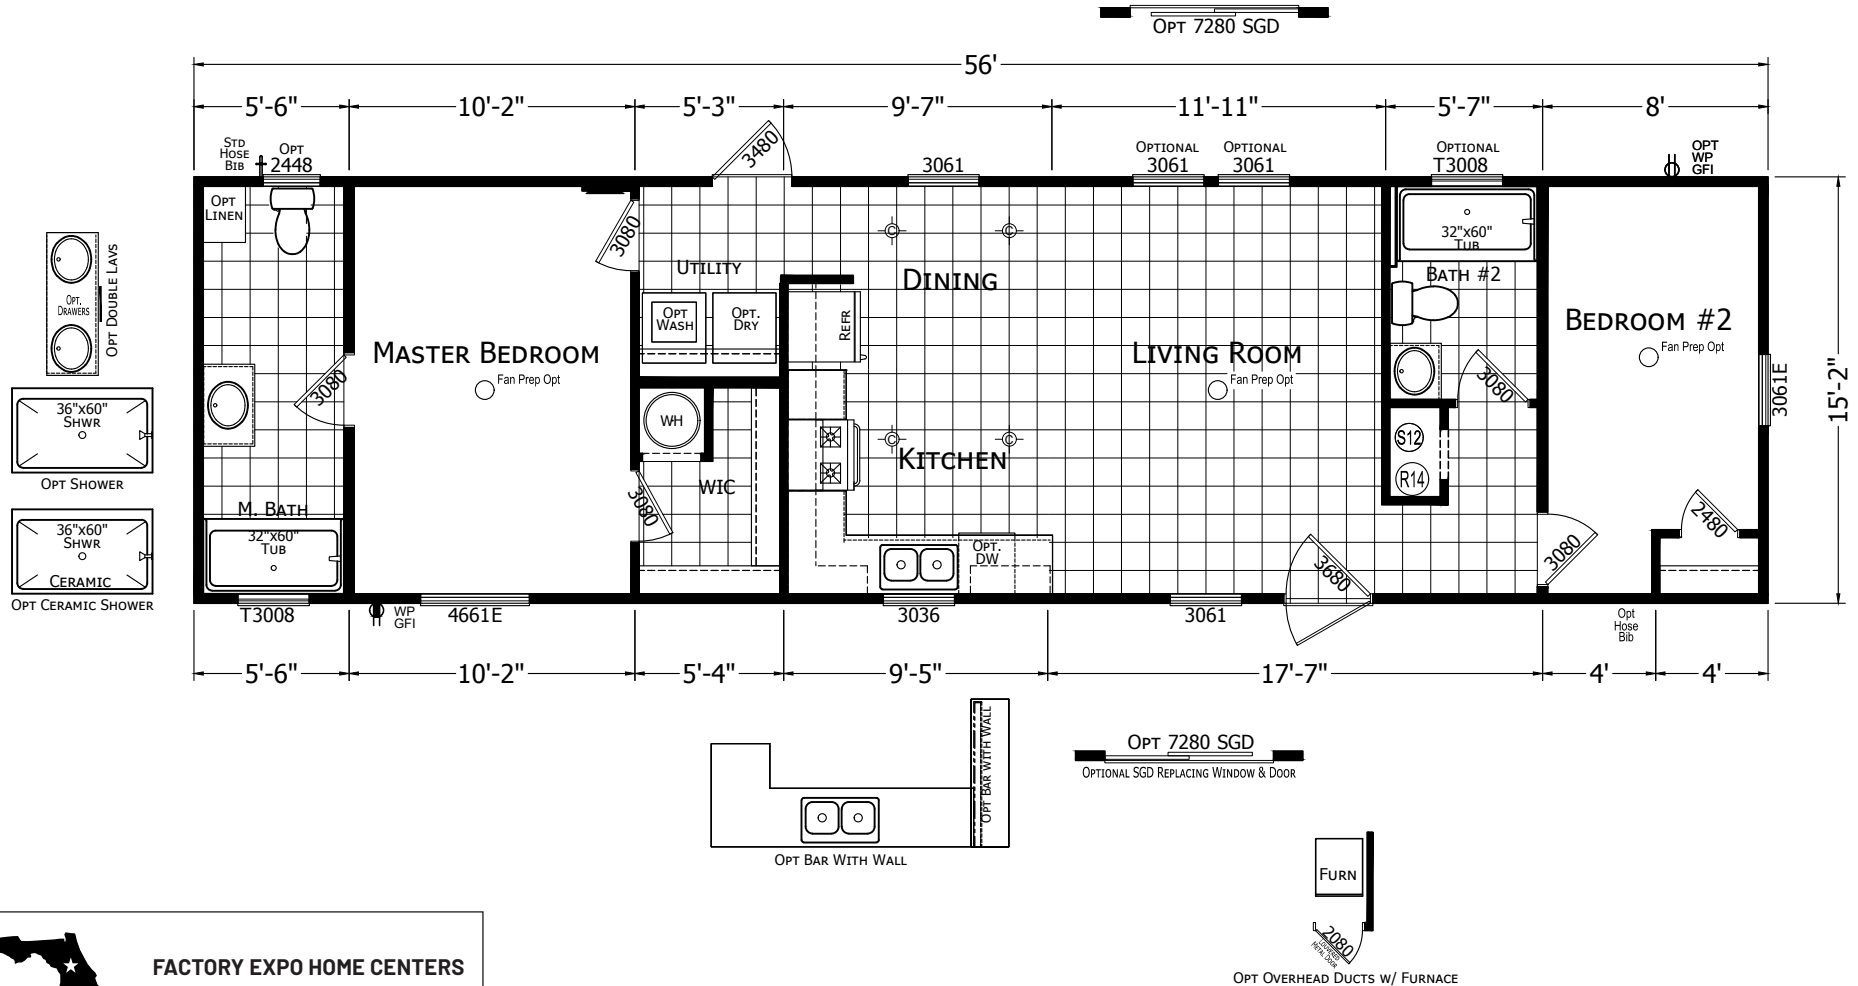 OPT 7280 SGD
56'
5'-6" 10'-2" 5'-3" 9'-7" 11'-11" 5'-7" 8'
STD
HOSE
BIB
OPT
2448
3480
3061
OPTIONAL
3061
OPTIONAL
3061
OPTIONAL
T3008
OPT
WP
GFI
OPT
LINEN
3080
UTILITY
OPT
WASH
OPT.
DRY
REFR
DINING
C
C
32"x60"
TUB
BATH #2
BEDROOM #2
Fan Prep Opt
OPT.
DRAWERS
OPT DOUBLE LAVS
MASTER BEDROOM
Fan Prep Opt
3080
LIVING ROOM
Fan Prep Opt
3080
3061E
15'-2"
36"x60"
SHWR
OPT SHOWER
WH
WIC
3080
C
C
KITCHEN
S12
R14
2480
M. BATH
32"x60"
TUB
36"x60"
SHWR
CERAMIC
OPT CERAMIC SHOWER
OPT.
DW
3680
3080
T3008
WP
GFI
4661E
3036
3061
Opt
Hose
Bib
5'-6" 10'-2" 5'-4" 9'-5" 17'-7" 4' 4'
OPT BAR WITH WALL
OPT BAR WITH WALL
OPT 7280 SGD
OPTIONAL SGD REPLACING WINDOW & DOOR
FURN
2080
LOUVERED
METAL DOOR
OPT OVERHEAD DUCTS W/ FURNACE
FACTORY EXPO HOME CENTERS